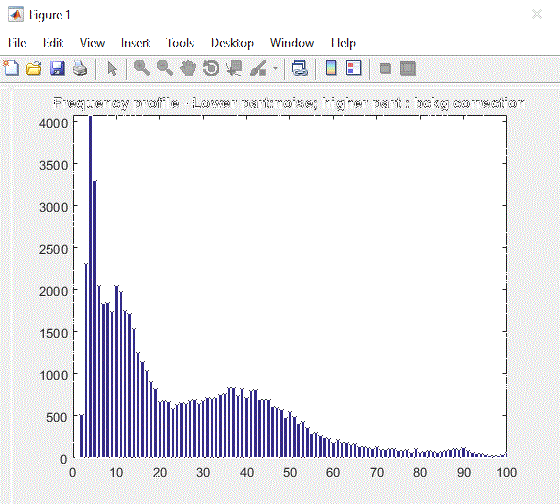 Figure 1
File Edit View Insert Tools Desktop Window Help
Frequency profile - Lower part:noise; higher part : bckg correction
4000
3500
3000
2500
2000
1500
1000
500
0
0 10 20 30 40 50 60 70 80 90 100